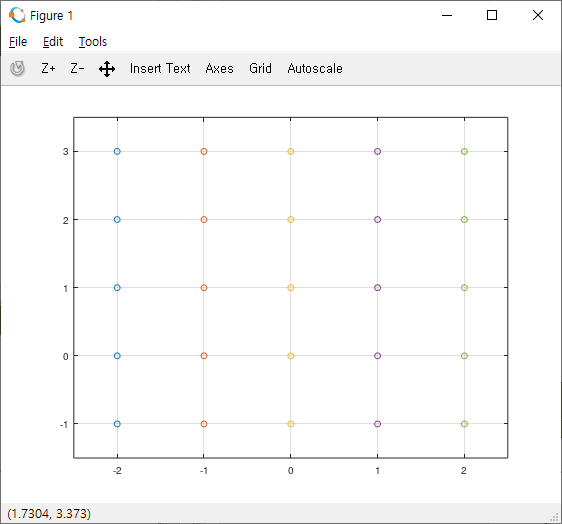 Figure 1
File Edit Tools
Z+ Z- Insert Text Axes Grid Autoscale
3
2
1
0
-1
-2 -1 0 1 2
(1.7304, 3.373)